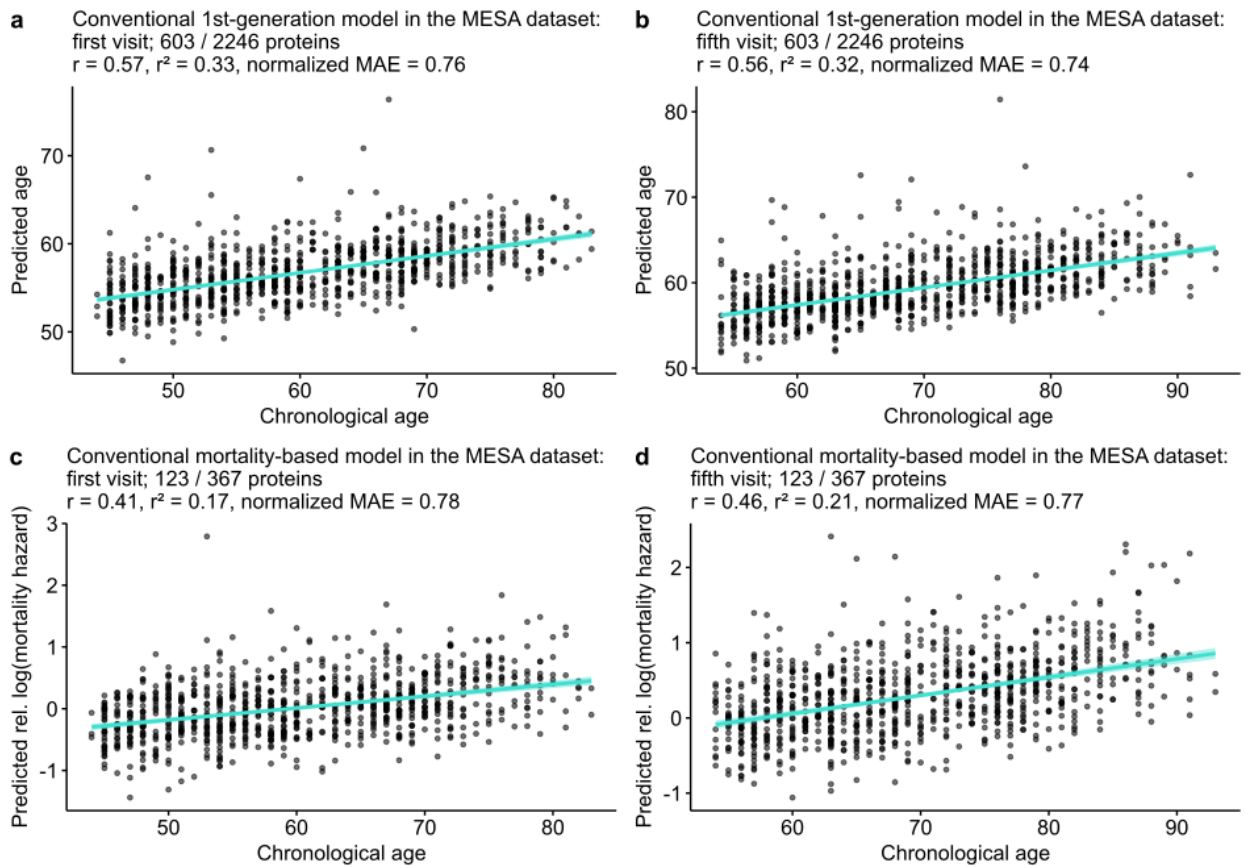 a
Conventional 1st-generation model in the MESA dataset:
first visit; 603 / 2246 proteins
r = 0.57, r² = 0.33, normalized MAE = 0.76
Predicted age
70
60
50
50
60
70
80
Chronological age
b
Conventional 1st-generation model in the MESA dataset:
fifth visit; 603 / 2246 proteins
r = 0.56, r² = 0.32, normalized MAE = 0.74
Predicted age
80
70
60
50
60
70
80
90
Chronological age
c
Conventional mortality-based model in the MESA dataset:
first visit; 123 / 367 proteins
r = 0.41, r² = 0.17, normalized MAE = 0.78
Predicted rel. log(mortality hazard)
3
2
1
0
-1
50
60
70
80
Chronological age
d
Conventional mortality-based model in the MESA dataset:
fifth visit; 123 / 367 proteins
r = 0.46, r² = 0.21, normalized MAE = 0.77
Predicted rel. log(mortality hazard)
2
1
0
-1
60
70
80
90
Chronological age